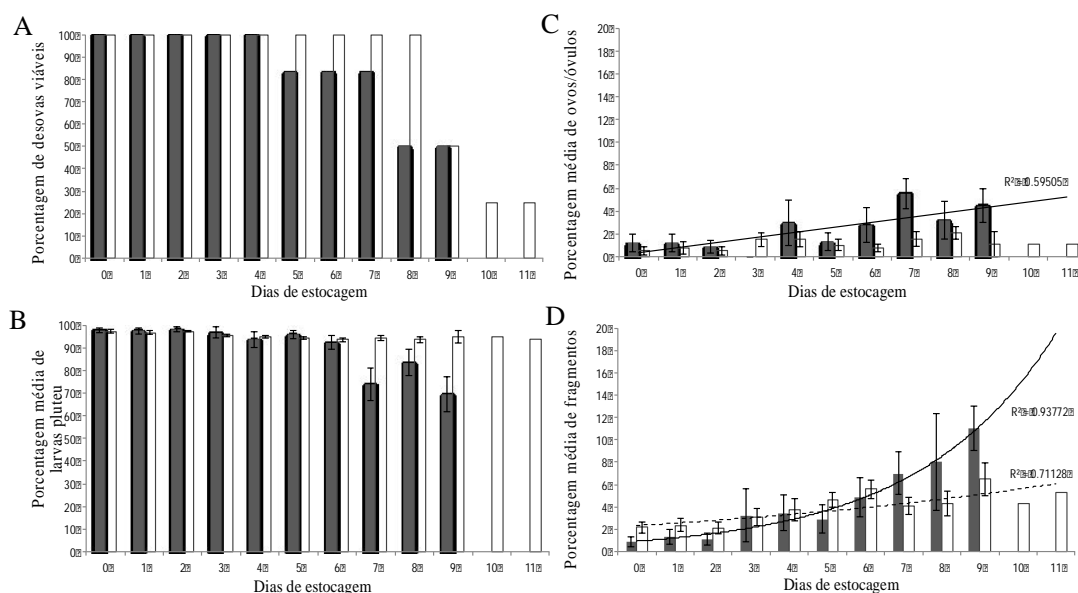 A
Porcentagem de desovas viáveis
100
90
80
70
60
50
40
30
20
10
0
0 1 2 3 4 5 6 7 8 9 10 11
Dias de estocagem
C
Porcentagem média de ovos/óvulos
20
18
16
14
12
10
8
6
4
2
0
R² = 0.59505
0 1 2 3 4 5 6 7 8 9 10 11
Dias de estocagem
B
Porcentagem média de
larvas pluteu
100
90
80
70
60
50
40
30
20
10
0
0 1 2 3 4 5 6 7 8 9 10 11
Dias de estocagem
D
Porcentagem média de fragmentos
20
18
16
14
12
10
8
6
4
2
0
R² = 0.93772
R² = 0.71128
0 1 2 3 4 5 6 7 8 9 10 11
Dias de estocagem